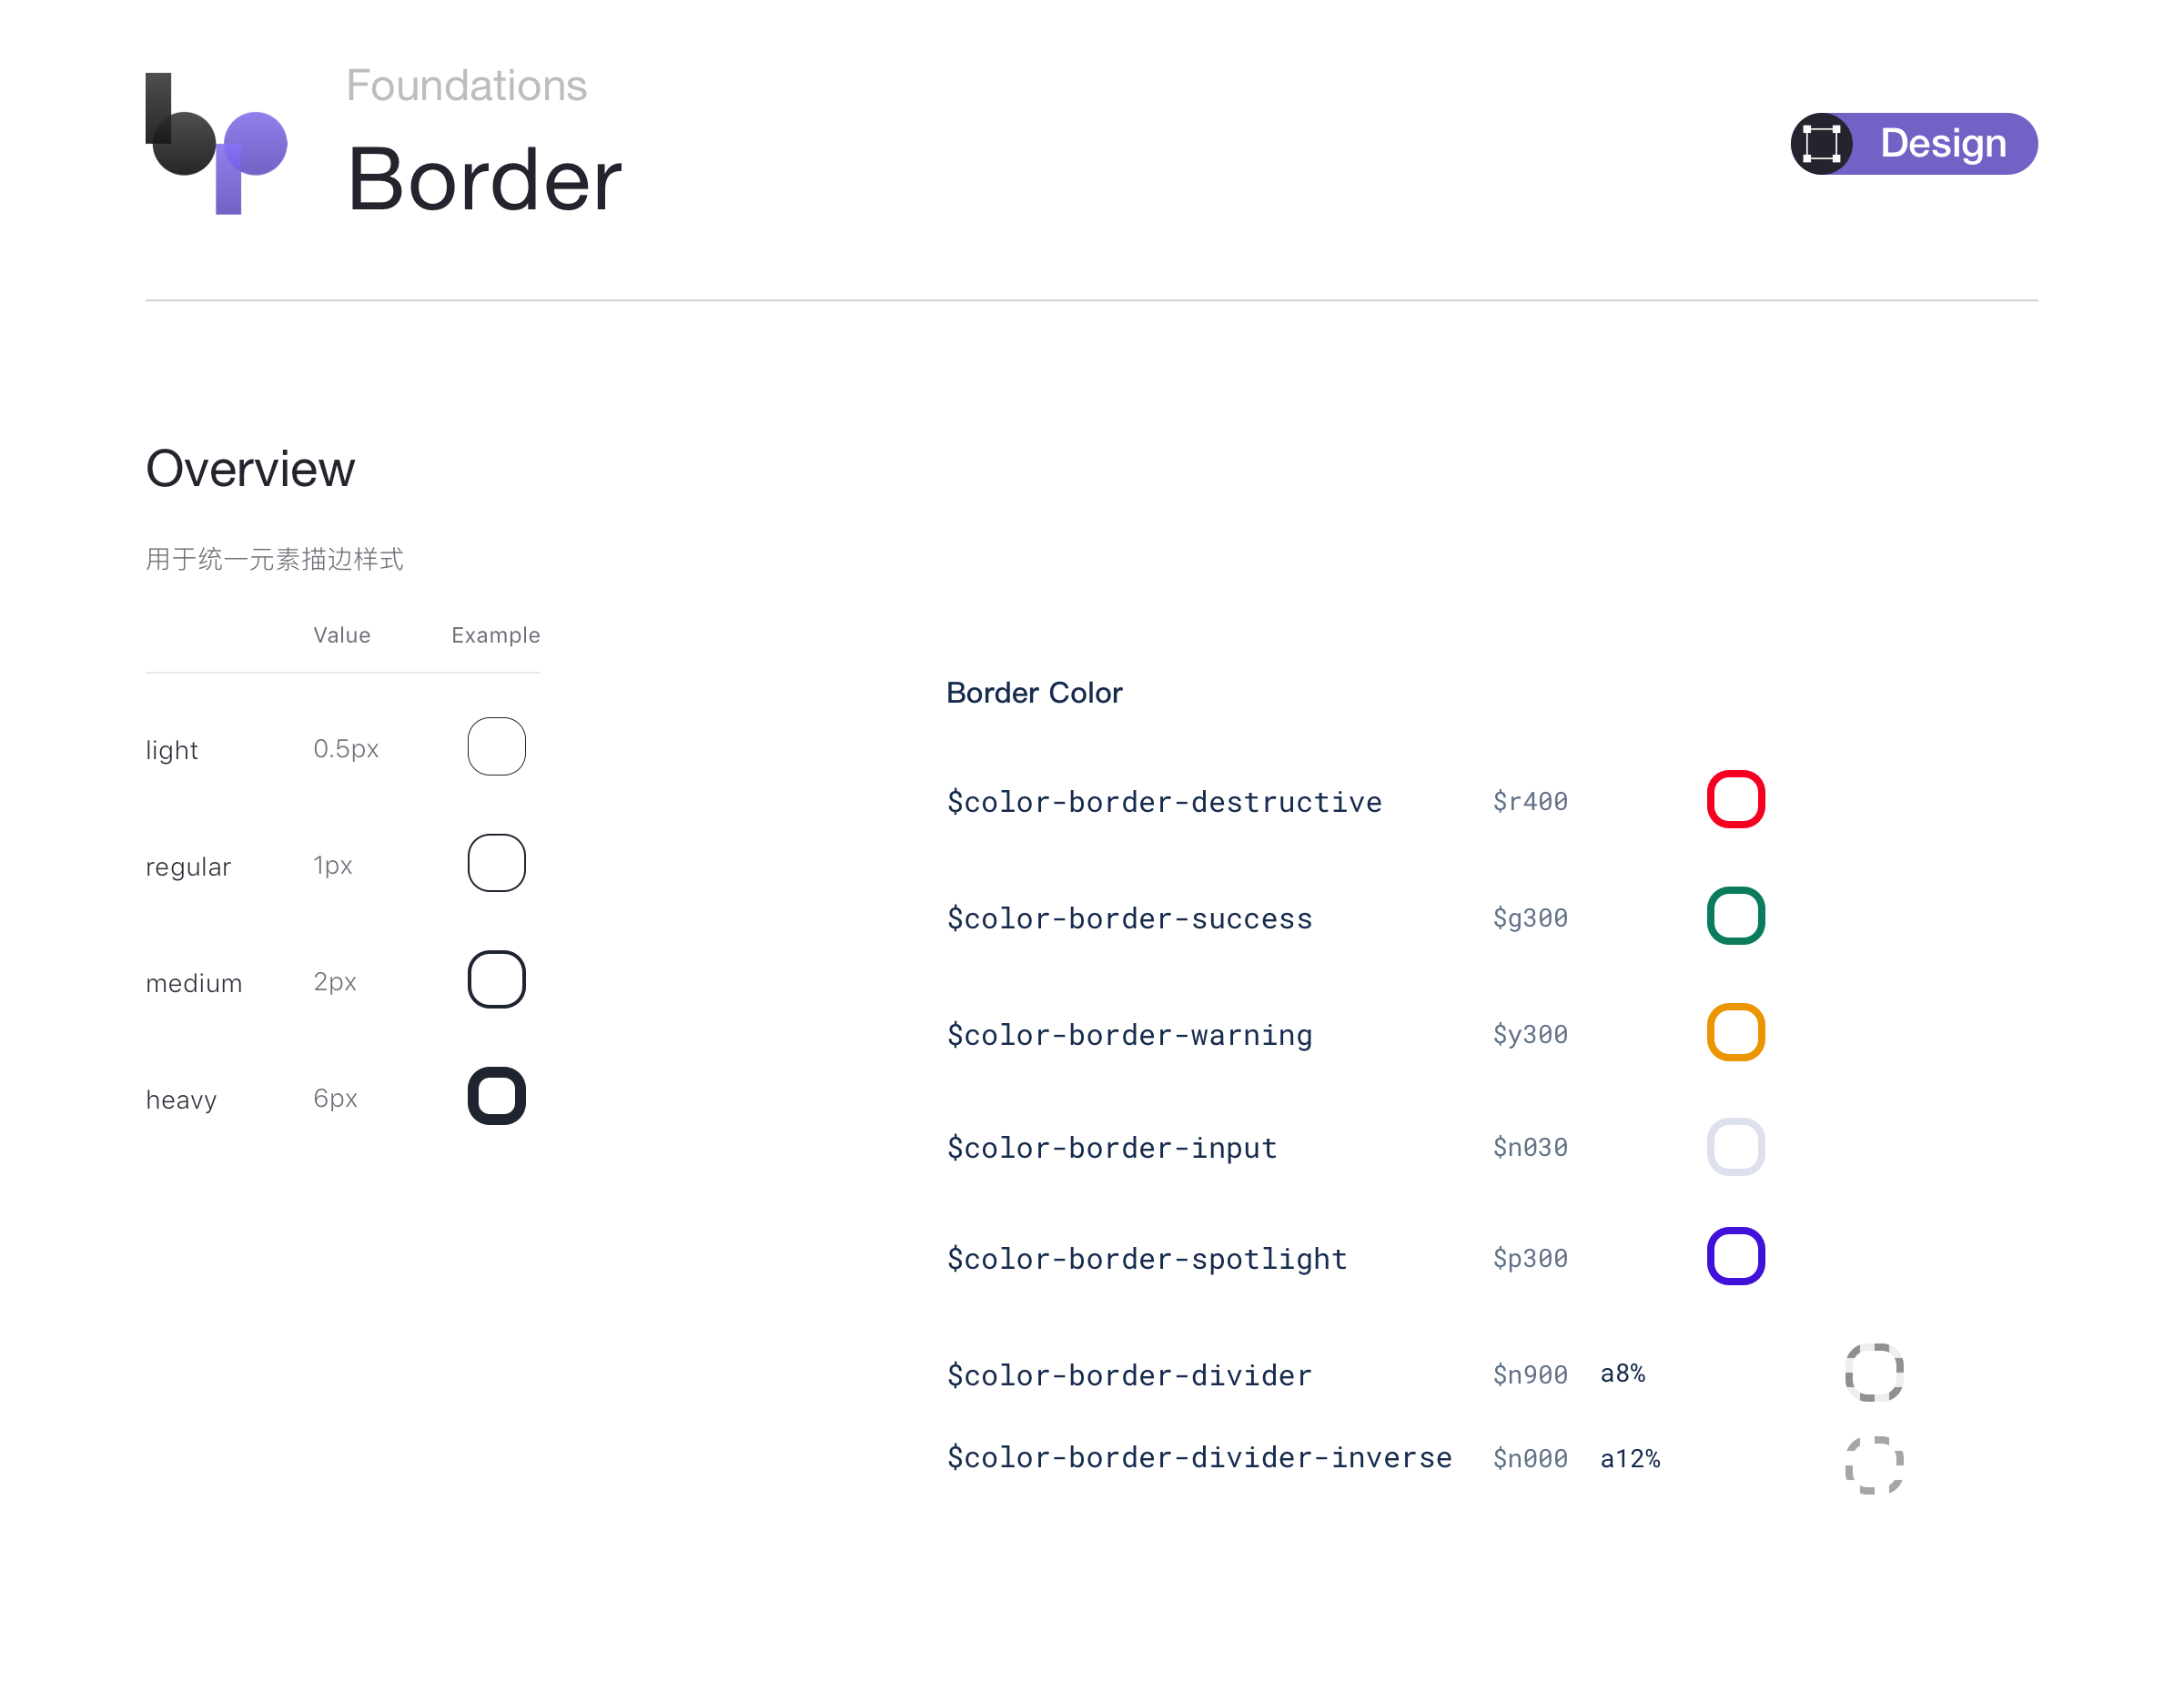 Foundations
Border
Design
Overview
用于统一元素描边样式
Value Example
light 0.5px
regular 1px
medium 2px
heavy 6px
Border Color
$color-border-destructive $r400
$color-border-success $g300
$color-border-warning $y300
$color-border-input $n030
$color-border-spotlight $p300
$color-border-divider $n900 a8%
$color-border-divider-inverse $n000 a12%